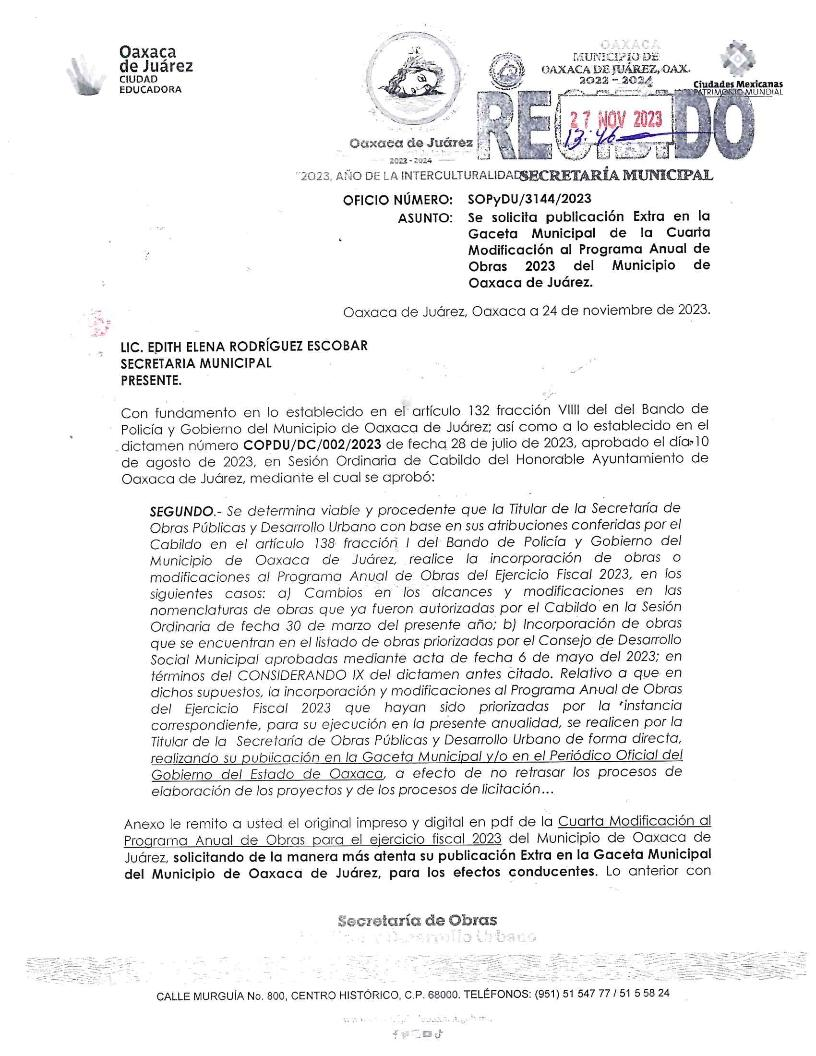 Oaxaca
de Juárez
CIUDAD
EDUCADORA
Oaxaca de Juárez
2022 - 2024
OAXACA
MUNICIPIO DE
OAXACA DE JUÁREZ, OAX.
2022 - 2024
Ciudades Mexicanas
PATRIMONIO MUNDIAL
RECIBIDO
27 NOV 2023
13:46
"2023, AÑO DE LA INTERCULTURALIDAD
SECRETARÍA MUNICIPAL
OFICIO NÚMERO: SOPyDU/3144/2023
ASUNTO: Se solicita publicación Extra en la
Gaceta Municipal de la Cuarta
Modificación al Programa Anual de
Obras 2023 del Municipio de
Oaxaca de Juárez.
Oaxaca de Juárez, Oaxaca a 24 de noviembre de 2023.
LIC. EDITH ELENA RODRÍGUEZ ESCOBAR
SECRETARIA MUNICIPAL
PRESENTE.
Con fundamento en lo establecido en el artículo 132 fracción VIIII del del Bando de
Policía y Gobierno del Municipio de Oaxaca de Juárez; así como a lo establecido en el
dictamen número COPDU/DC/002/2023 de fecha 28 de julio de 2023, aprobado el día 10
de agosto de 2023, en Sesión Ordinaria de Cabildo del Honorable Ayuntamiento de
Oaxaca de Juárez, mediante el cual se aprobó:
SEGUNDO.- Se determina viable y procedente que la Titular de la Secretaría de
Obras Públicas y Desarrollo Urbano con base en sus atribuciones conferidas por el
Cabildo en el artículo 138 fracción I del Bando de Policía y Gobierno del
Municipio de Oaxaca de Juárez, realice la incorporación de obras o
modificaciones al Programa Anual de Obras del Ejercicio Fiscal 2023, en los
siguientes casos: a) Cambios en los alcances y modificaciones en las
nomenclaturas de obras que ya fueron autorizadas por el Cabildo en la Sesión
Ordinaria de fecha 30 de marzo del presente año; b) Incorporación de obras
que se encuentran en el listado de obras priorizadas por el Consejo de Desarrollo
Social Municipal aprobadas mediante acta de fecha 6 de mayo del 2023; en
términos del CONSIDERANDO IX del dictamen antes citado. Relativo a que en
dichos supuestos, la incorporación y modificaciones al Programa Anual de Obras
del Ejercicio Fiscal 2023 que hayan sido priorizadas por la instancia
correspondiente, para su ejecución en la presente anualidad, se realicen por la
Titular de la Secretaría de Obras Públicas y Desarrollo Urbano de forma directa,
realizando su publicación en la Gaceta Municipal y/o en el Periódico Oficial del
Gobierno del Estado de Oaxaca, a efecto de no retrasar los procesos de
elaboración de los proyectos y de los procesos de licitación...
Anexo le remito a usted el original impreso y digital en pdf de la Cuarta Modificación al
Programa Anual de Obras para el ejercicio fiscal 2023 del Municipio de Oaxaca de
Juárez, solicitando de la manera más atenta su publicación Extra en la Gaceta Municipal
del Municipio de Oaxaca de Juárez, para los efectos conducentes. Lo anterior con
Secretaría de Obras
Desarrollo Urbano
CALLE MURGUÍA No. 800, CENTRO HISTÓRICO, C.P. 68000. TELÉFONOS: (951) 51 547 77 / 51 5 58 24